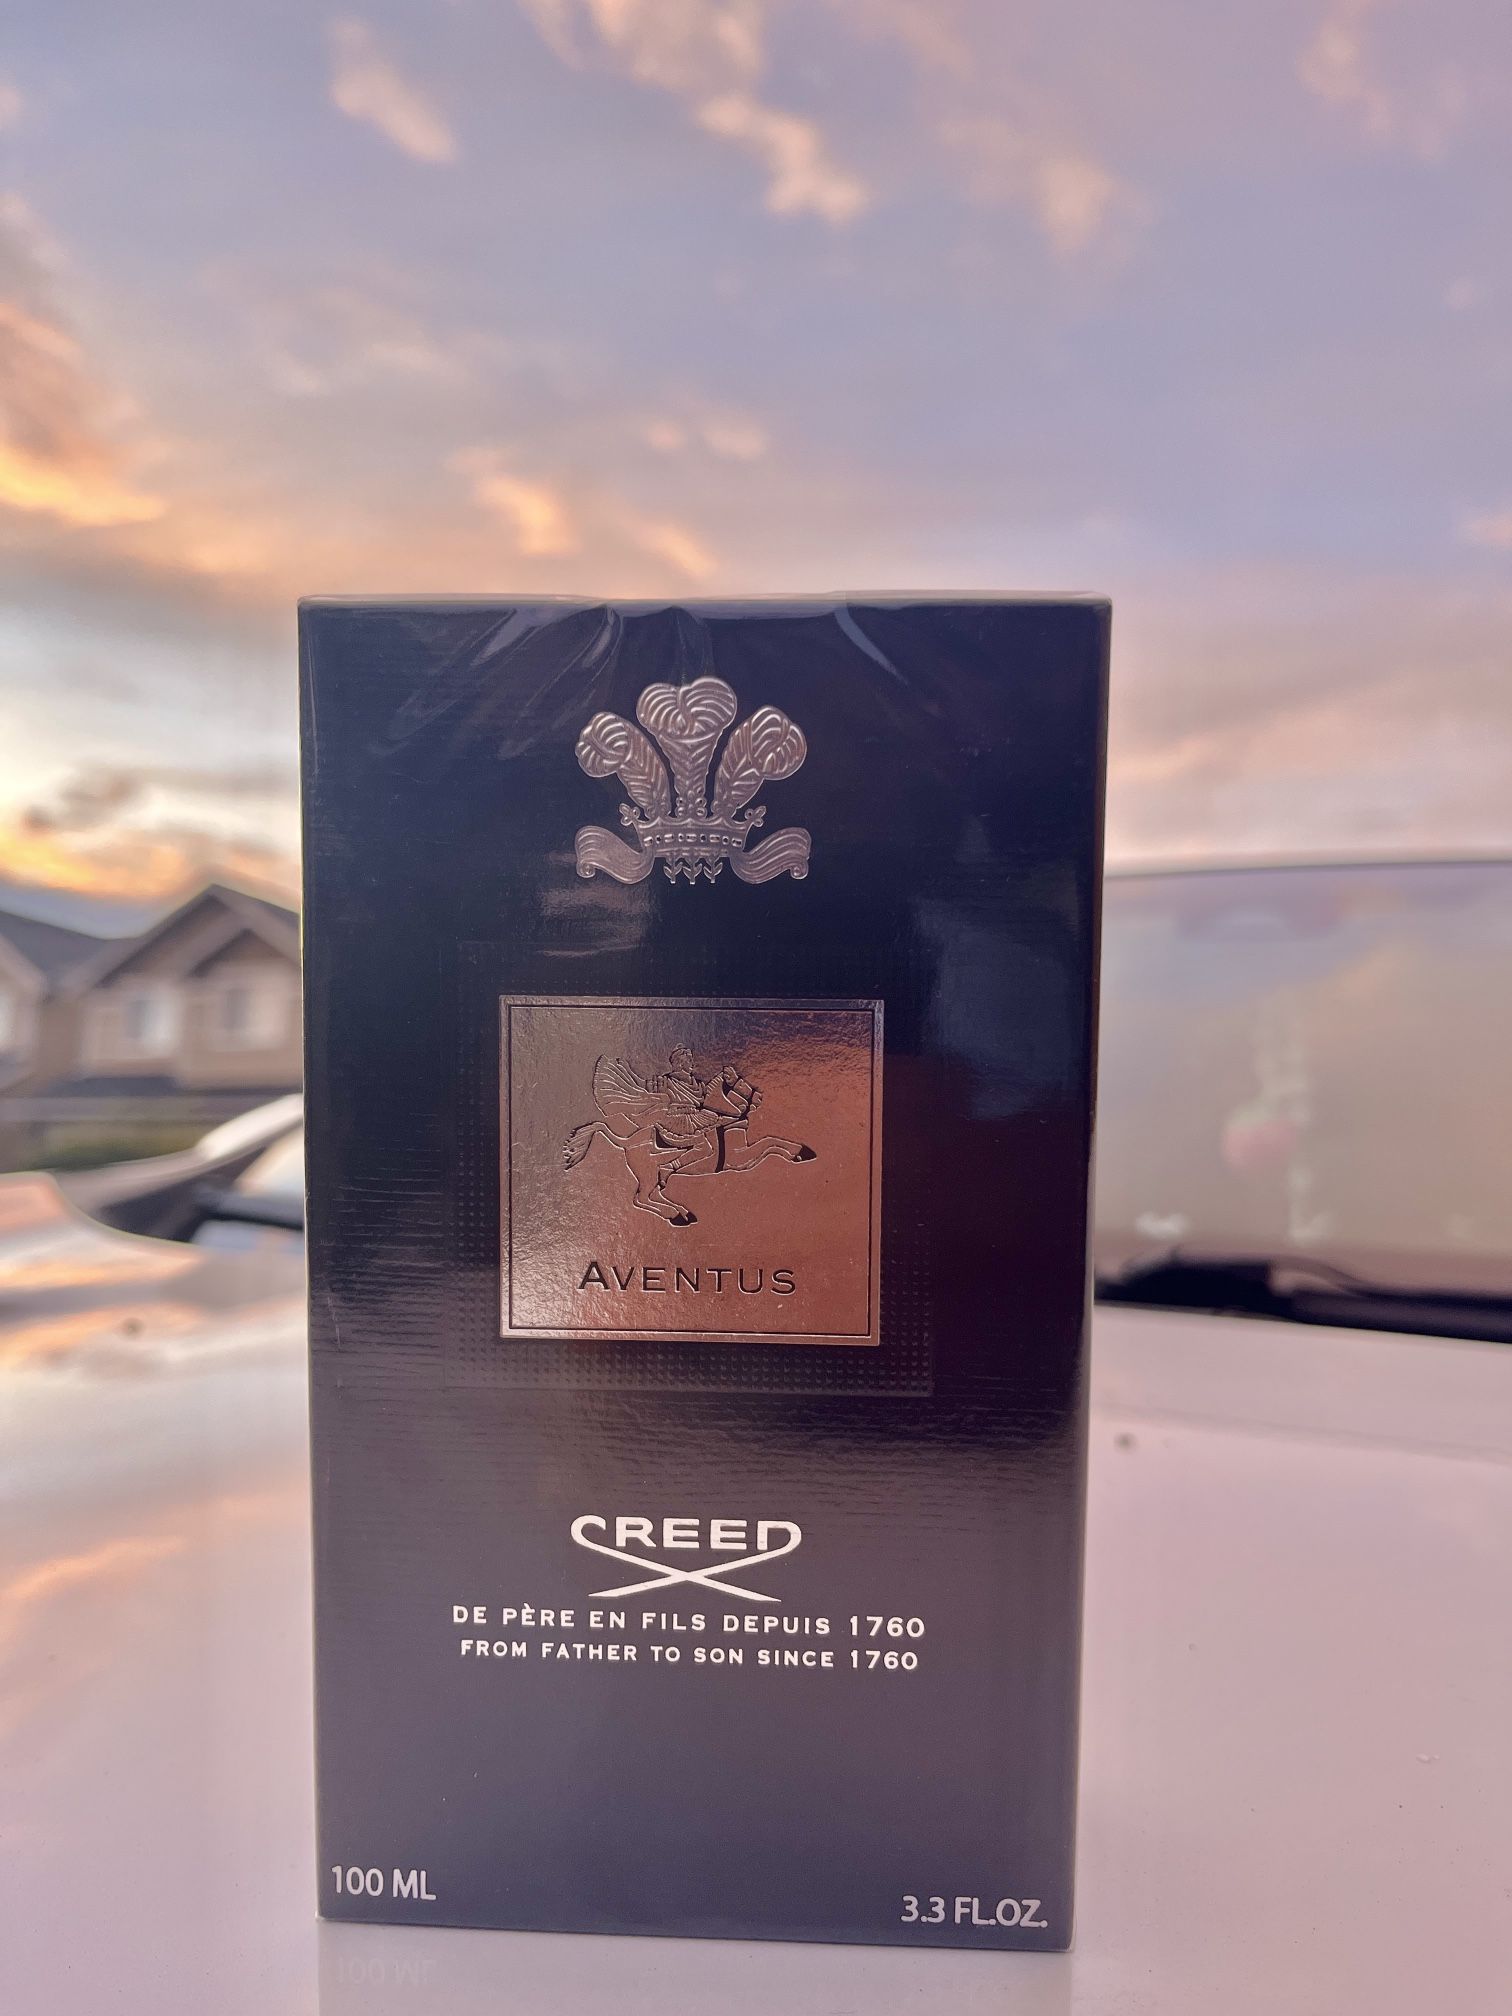 AVENTUS
CREED
DE PÈRE EN FILS DEPUIS 1760
FROM FATHER TO SON SINCE 1760
100 ML
3.3 FL.OZ.